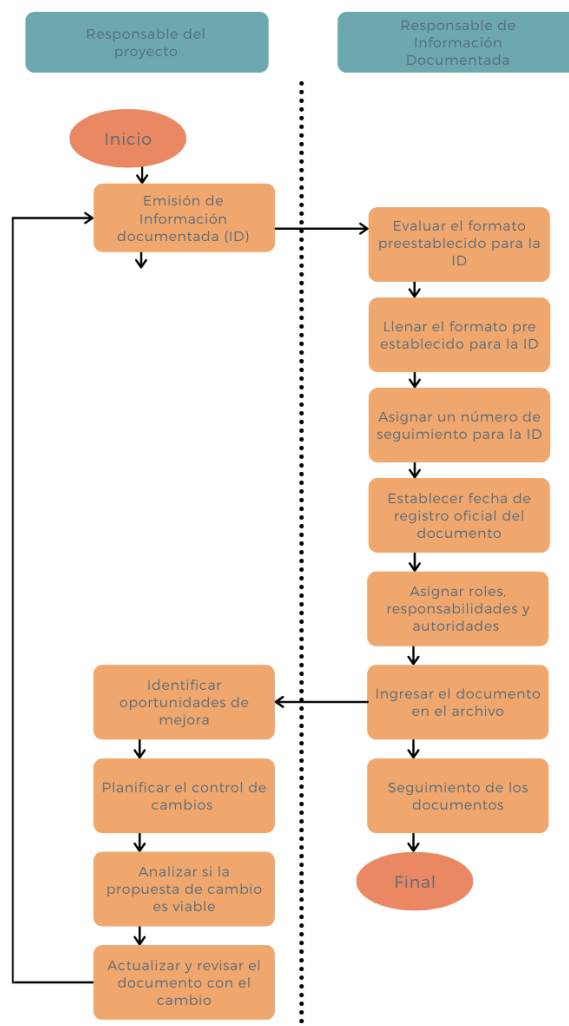 Responsable del
proyecto
Responsable de
Información
Documentada
Inicio
Emisión de
Información
documentada (ID)
Evaluar el formato
preestablecido para la
ID
Llenar el formato pre
establecido para la ID
Asignar un número de
seguimiento para la ID
Establecer fecha de
registro oficial del
documento
Asignar roles,
responsabilidades y
autoridades
Ingresar el documento
en el archivo
Identificar
oportunidades de
mejora
Planificar el control de
cambios
Seguimiento de los
documentos
Analizar si la
propuesta de cambio
es viable
Final
Actualizar y revisar el
documento con el
cambio